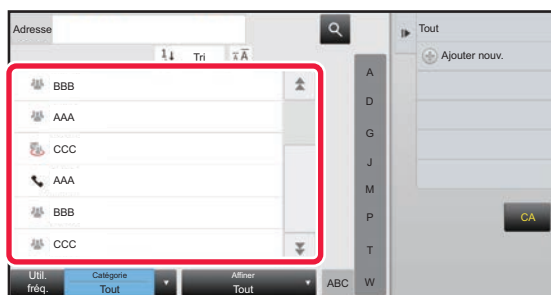 Adresse
Tout
Tri
Ajouter nouv.
A
BBB
AAA
D
G
CCC
J
AAA
M
BBB
P
CA
CCC
T
Util.
fréq.
Catégorie
Tout
Affiner
Tout
ABC
W